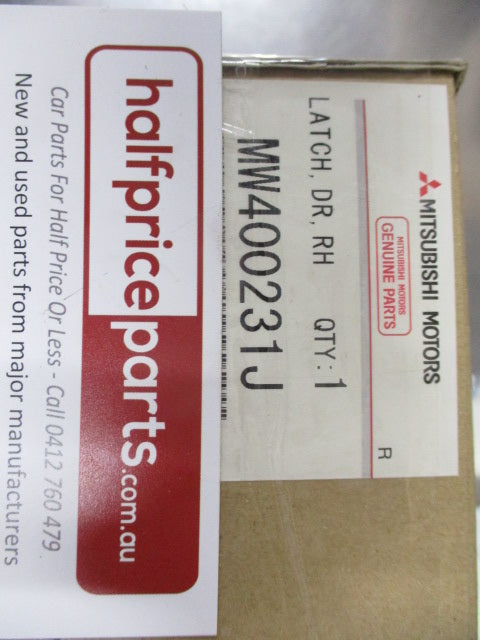 MITSUBISHI MOTORS
MITSUBISHI MOTORS
GENUINE PARTS
R
LATCH, DR, RH QTY:1
MW400231J
halfpriceparts.com.au
Car Parts For Half Price Or Less - Call 0412 760 479
New and used parts from major manufacturers